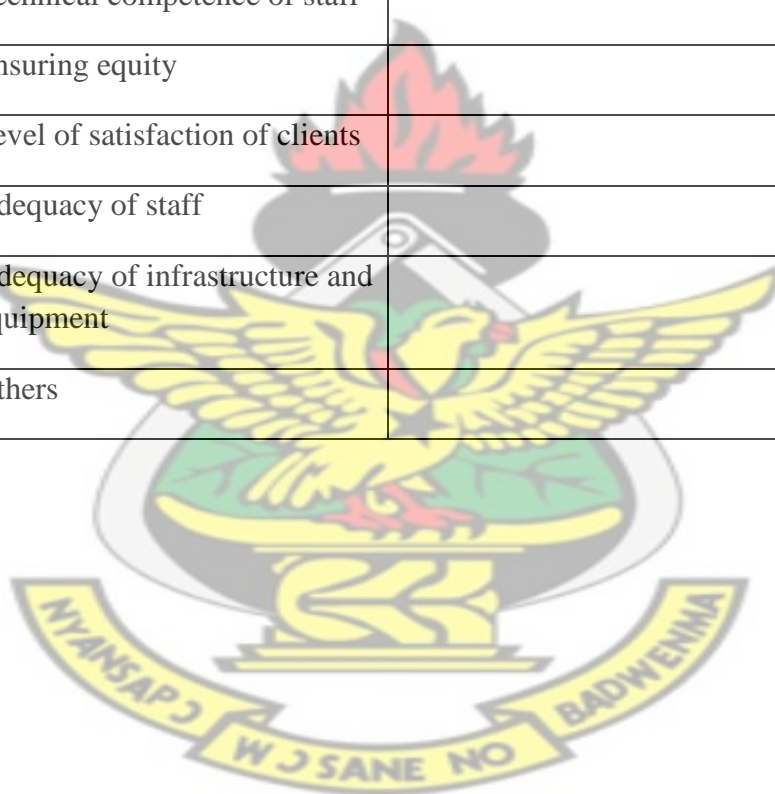 echnical competence of staff
nsuring equity
evel of satisfaction of clients
dequacy of staff
dequacy of infrastructure and
quipment
thers
NYANSAPƆ
WƆSANE NO
BADWENMA